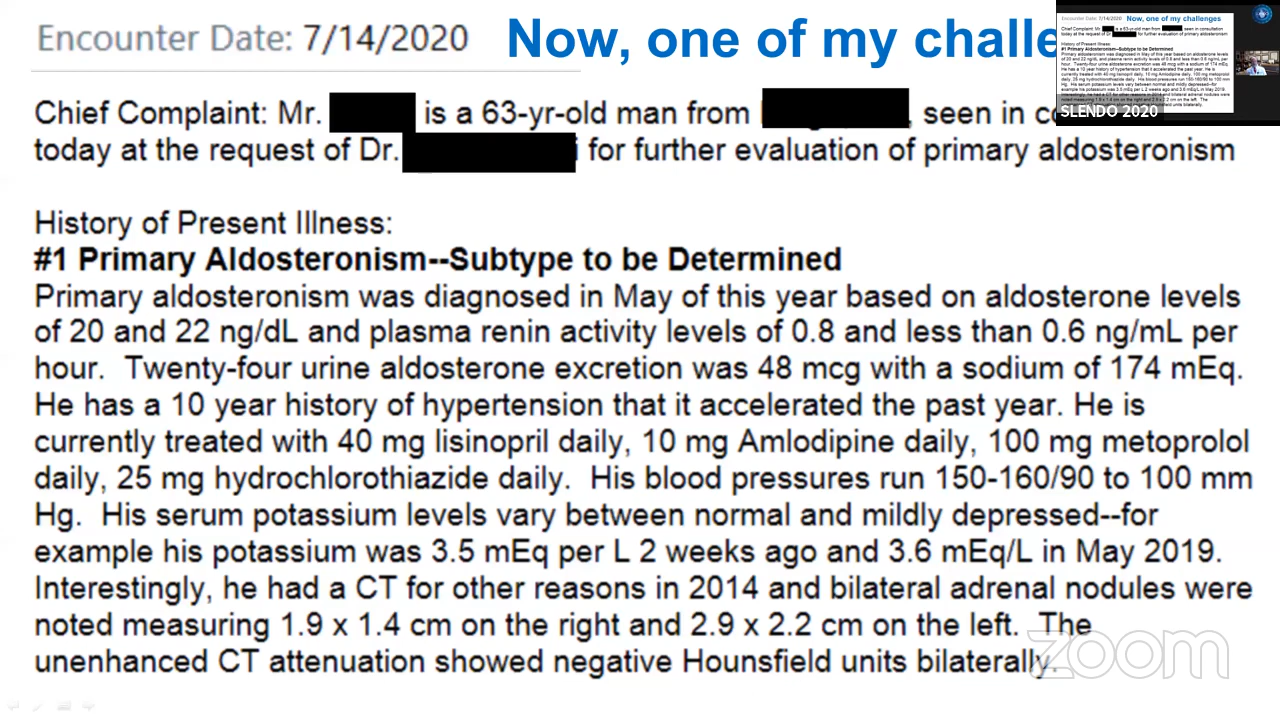 Encounter Date: 7/14/2020 Now, one of my challe
Chief Complaint: Mr. is a 63-yr-old man from , seen in co
today at the request of Dr. for further evaluation of primary aldosteronism
History of Present Illness:
#1 Primary Aldosteronism--Subtype to be Determined
Primary aldosteronism was diagnosed in May of this year based on aldosterone levels
of 20 and 22 ng/dL and plasma renin activity levels of 0.8 and less than 0.6 ng/mL per
hour. Twenty-four urine aldosterone excretion was 48 mcg with a sodium of 174 mEq.
He has a 10 year history of hypertension that it accelerated the past year. He is
currently treated with 40 mg lisinopril daily, 10 mg Amlodipine daily, 100 mg metoprolol
daily, 25 mg hydrochlorothiazide daily. His blood pressures run 150-160/90 to 100 mm
Hg. His serum potassium levels vary between normal and mildly depressed--for
example his potassium was 3.5 mEq per L 2 weeks ago and 3.6 mEq/L in May 2019.
Interestingly, he had a CT for other reasons in 2014 and bilateral adrenal nodules were
noted measuring 1.9 x 1.4 cm on the right and 2.9 x 2.2 cm on the left. The
unenhanced CT attenuation showed negative Hounsfield units bilaterally.
Encounter Date: 7/14/2020 Now, one of my challenges
SLENDO 2020
zoom